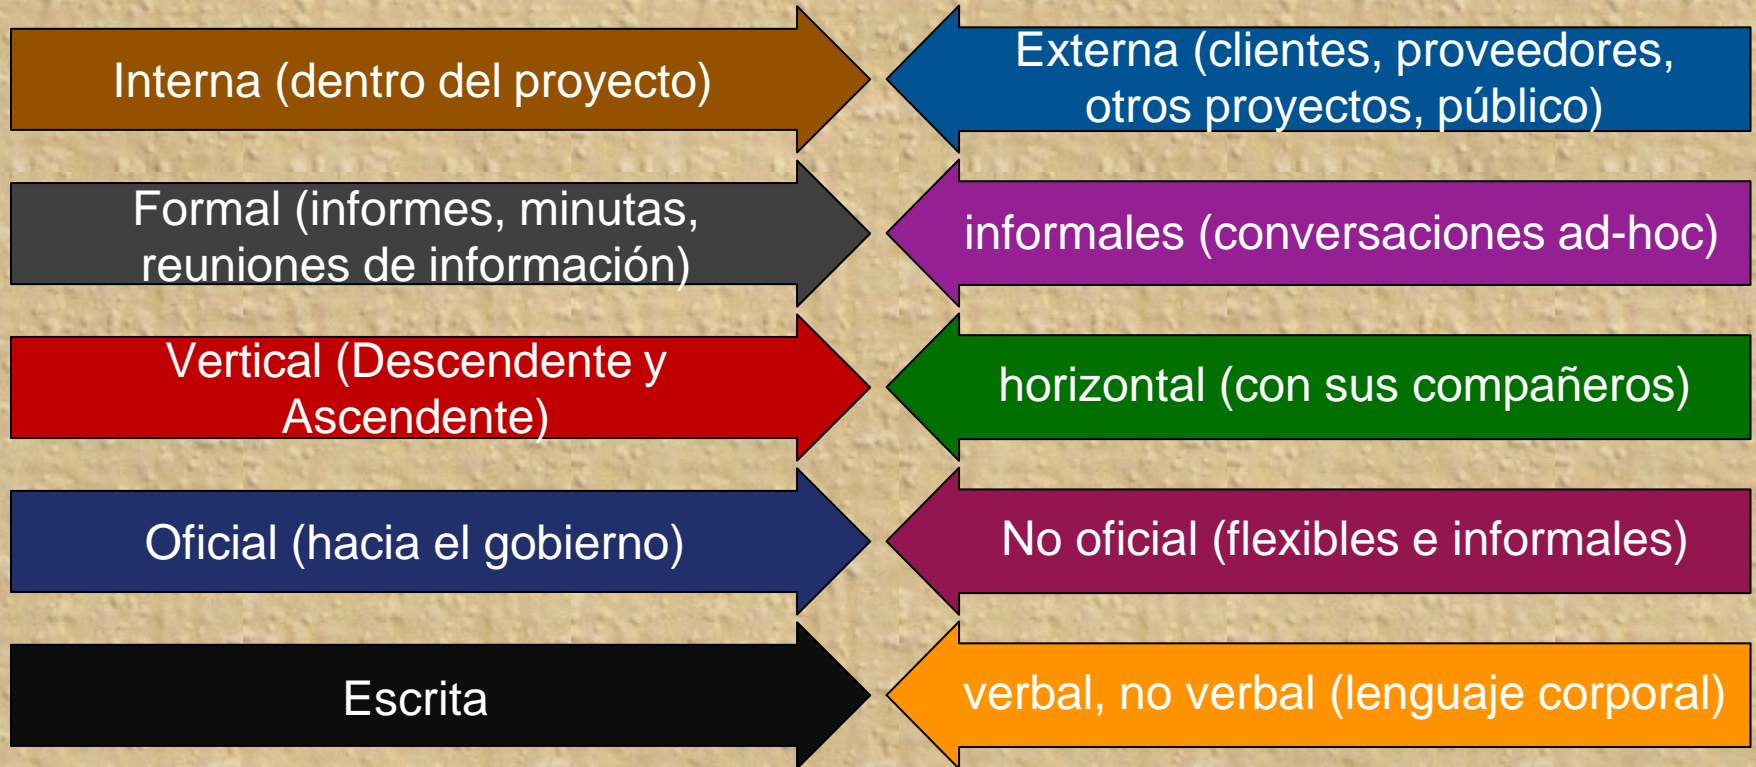 Interna (dentro del proyecto)
Externa (clientes, proveedores,
otros proyectos, público)
Formal (informes, minutas,
reuniones de información)
informales (conversaciones ad-hoc)
Vertical (Descendente y
Ascendente)
horizontal (con sus compañeros)
Oficial (hacia el gobierno)
No oficial (flexibles e informales)
Escrita
verbal, no verbal (lenguaje corporal)